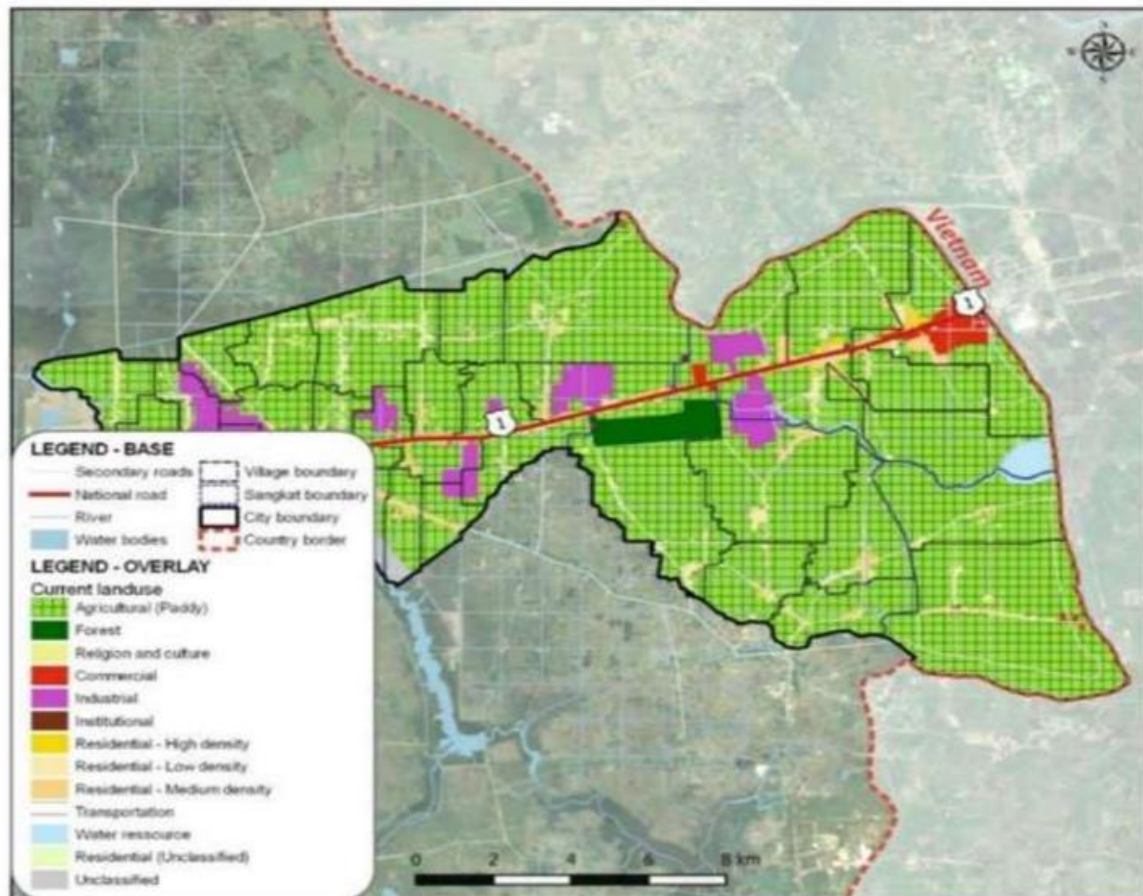 Vietnam
1
1
LEGEND - BASE
Secondary roads
National road
River
Water bodies
Village boundary
Sangkat boundary
City boundary
Country border
LEGEND - OVERLAY
Current landuse
Agricultural (Paddy)
Forest
Religion and culture
Commercial
Industrial
Institutional
Residential - High density
Residential - Low density
Residential - Medium density
Transportation
Water ressource
Residential (Unclassified)
Unclassified
0 2 4 6 8 km